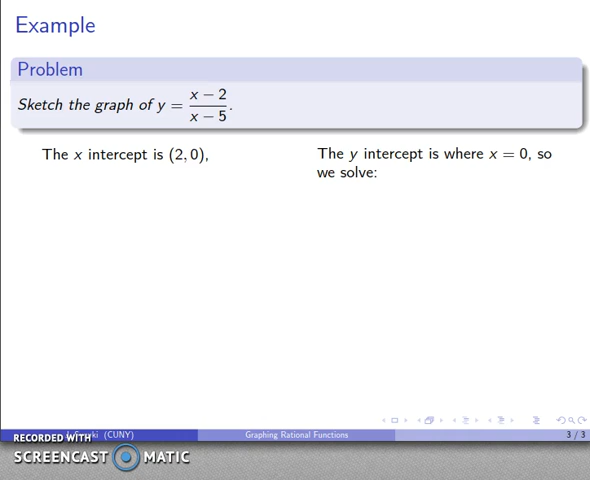 Example
Problem
Sketch the graph of y = \frac{x − 2}{x − 5}.
The x intercept is (2, 0),
The y intercept is where x = 0, so
we solve:
(CUNY)
Graphing Rational Functions
3 / 3
RECORDED WITH
SCREENCAST MATIC